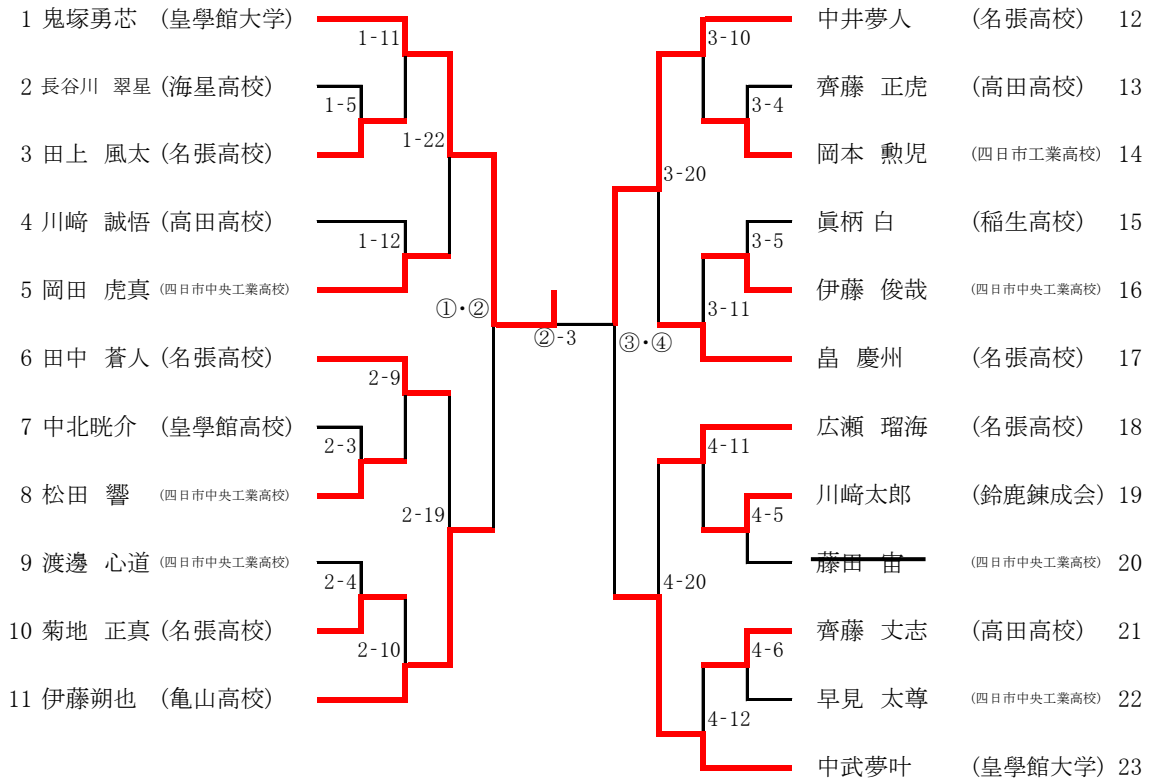 1 鬼塚勇芯 (皇學館大学)
1-11
2 長谷川 翠星 (海星高校)
1-5
3 田上 風太 (名張高校)
1-22
4 川﨑 誠悟 (高田高校)
1-12
5 岡田 虎真 (四日市中央工業高校)
①・②
6 田中 蒼人 (名張高校)
2-9
7 中北晄介 (皇學館高校)
2-3
8 松田 響 (四日市中央工業高校)
2-19
9 渡邊 心道 (四日市中央工業高校)
2-4
10 菊地 正真 (名張高校)
2-10
11 伊藤朔也 (亀山高校)
②-3
中井夢人 (名張高校) 12
3-10
齊藤 正虎 (高田高校) 13
3-4
岡本 勲児 (四日市工業高校) 14
3-20
眞柄 白 (稲生高校) 15
3-5
伊藤 俊哉 (四日市中央工業高校) 16
3-11
③・④
畠 慶州 (名張高校) 17
広瀬 瑠海 (名張高校) 18
4-11
川﨑太郎 (鈴鹿錬成会) 19
4-5
藤田 宙 (四日市中央工業高校) 20
4-20
齊藤 丈志 (高田高校) 21
4-6
早見 太尊 (四日市中央工業高校) 22
4-12
中武夢叶 (皇學館大学) 23